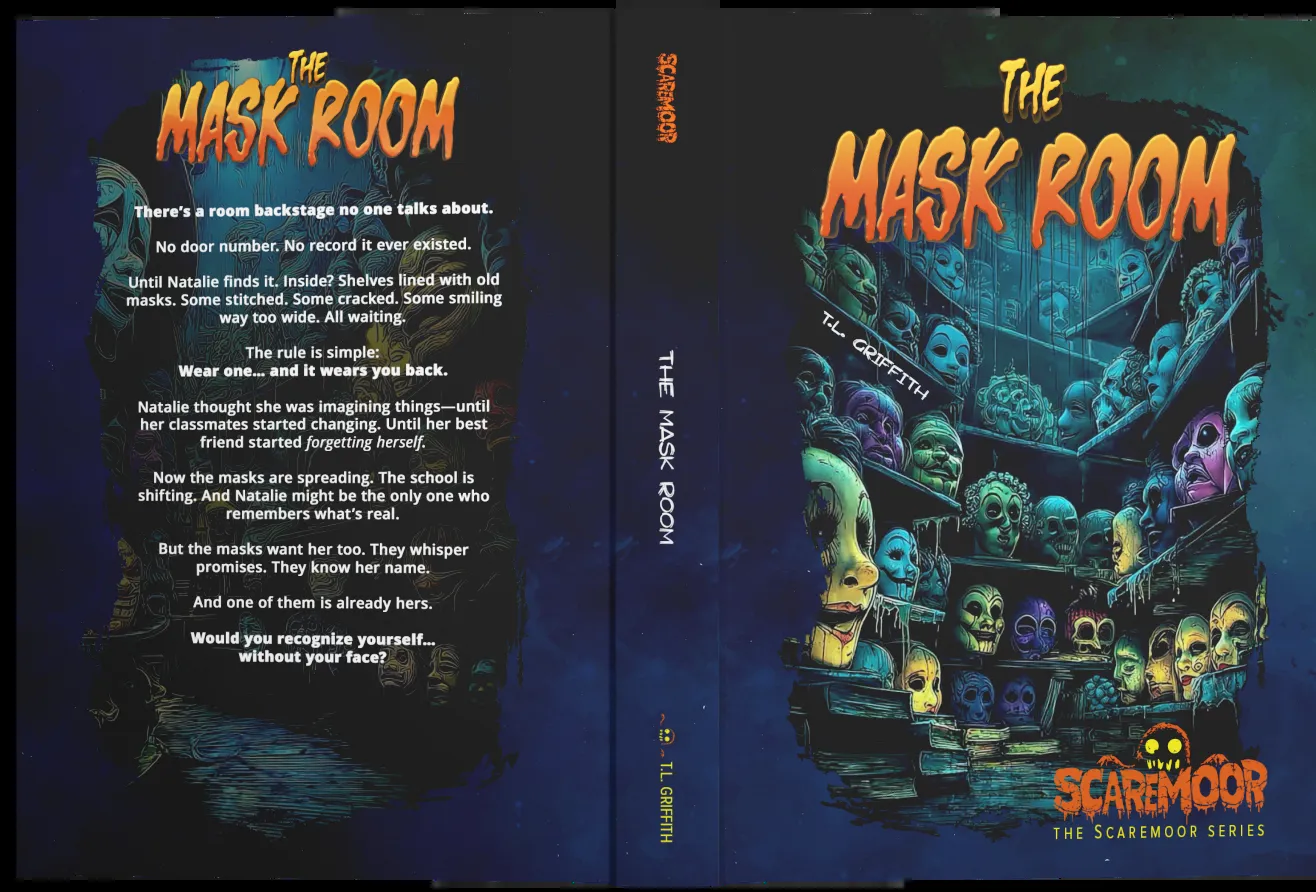 THE
MASK ROOM
There's a room backstage no one talks about.
No door number. No record it ever existed.
Until Natalie finds it. Inside? Shelves lined with old
masks. Some stitched. Some cracked. Some smiling
way too wide. All waiting.
The rule is simple:
Wear one... and it wears you back.
Natalie thought she was imagining things—until
her classmates started changing. Until her best
friend started forgetting herself.
Now the masks are spreading. The school is
shifting. And Natalie might be the only one who
remembers what's real.
But the masks want her too. They whisper
promises. They know her name.
And one of them is already hers.
Would you recognize yourself...
without your face?
SCAREMOOR
THE MASK ROOM
T.L. GRIFFITH
THE
MASK ROOM
T.L. GRIFFITH
SCAREMOOR
THE SCAREMOOR SERIES